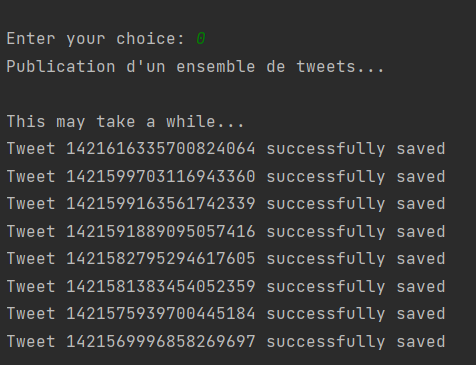 Enter your choice: 0
Publication d'un ensemble de tweets...
This may take a while...
Tweet 1421616335700824064 successfully saved
Tweet 1421599703116943360 successfully saved
Tweet 1421599163561742339 successfully saved
Tweet 1421591889095057416 successfully saved
Tweet 1421582795294617605 successfully saved
Tweet 1421581383454052359 successfully saved
Tweet 1421575939700445184 successfully saved
Tweet 1421569996858269697 successfully saved